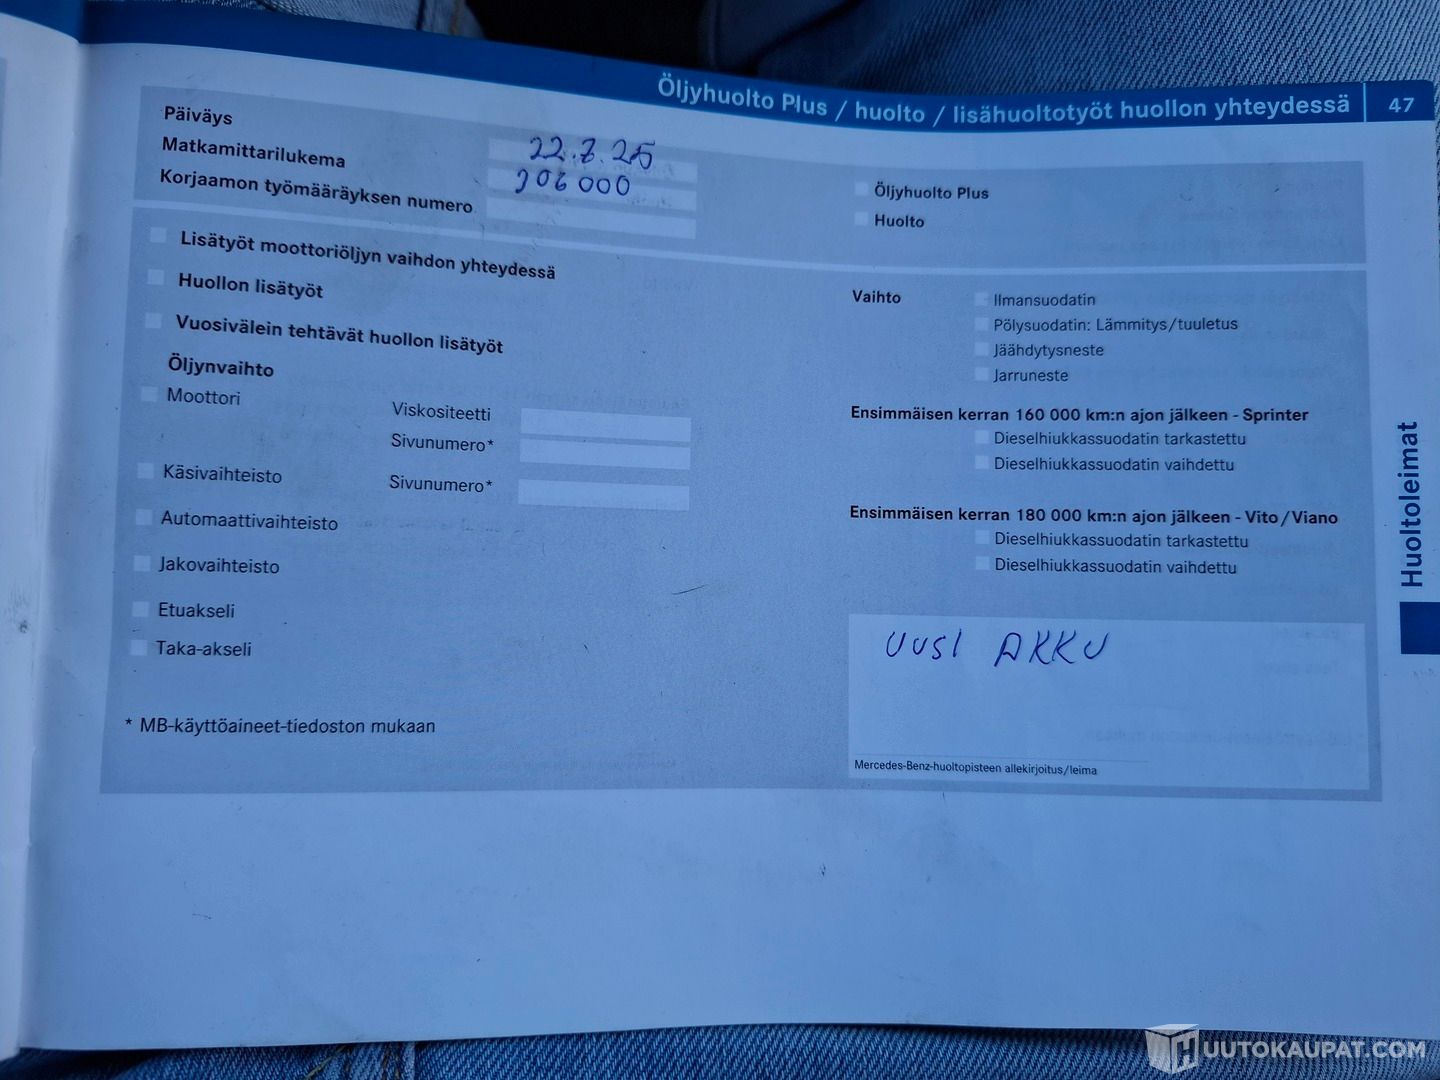 Öljyhuolto Plus / huolto / lisähuoltotyöt huollon yhteydessä 47
Päiväys 22.7.25
Matkamittarilukema 306 000
Korjaamon työmääräyksen numero
Öljyhuolto Plus
Huolto
Lisätyöt moottoriöljyn vaihdon yhteydessä
Huollon lisätyöt
Vuosivälein tehtävät huollon lisätyöt
Öljynvaihto
Moottori
Viskositeetti
Sivunumero*
Käsivaihteisto
Sivunumero*
Automaattivaihteisto
Jakovaihteisto
Etuakseli
Taka-akseli
* MB-käyttöaineet-tiedoston mukaan
Vaihto
Ilmansuodatin
Pölysuodatin: Lämmitys/tuuletus
Jäähdytysneste
Jarruneste
Ensimmäisen kerran 160 000 km:n ajon jälkeen - Sprinter
Dieselhiukkassuodatin tarkastettu
Dieselhiukkassuodatin vaihdettu
Ensimmäisen kerran 180 000 km:n ajon jälkeen - Vito/Viano
Dieselhiukkassuodatin tarkastettu
Dieselhiukkassuodatin vaihdettu
UUSI AKKU
Mercedes-Benz-huoltopisteen allekirjoitus/leima
Huoltoleimat
HUUTOKAUPAT.COM